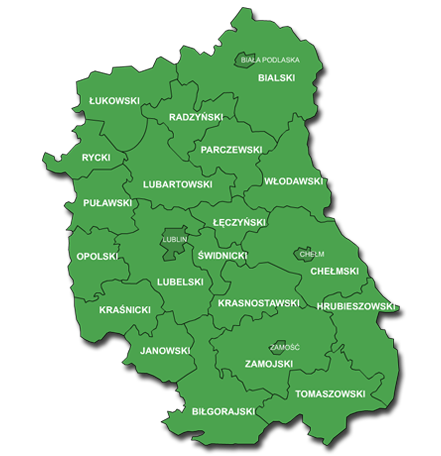 BIAŁA PODLASKA
BIALSKI
ŁUKOWSKI
RADZYŃSKI
PARCZEWSKI
RYCKI
LUBARTOWSKI
WŁODAWSKI
PUŁAWSKI
ŁĘCZYŃSKI
LUBLIN
OPOLSKI
ŚWIDNICKI
CHEŁM
CHEŁMSKI
LUBELSKI
KRASNOSTAWSKI
HRUBIESZOWSKI
KRAŚNICKI
JANOWSKI
ZAMOŚĆ
ZAMOJSKI
TOMASZOWSKI
BIŁGORAJSKI